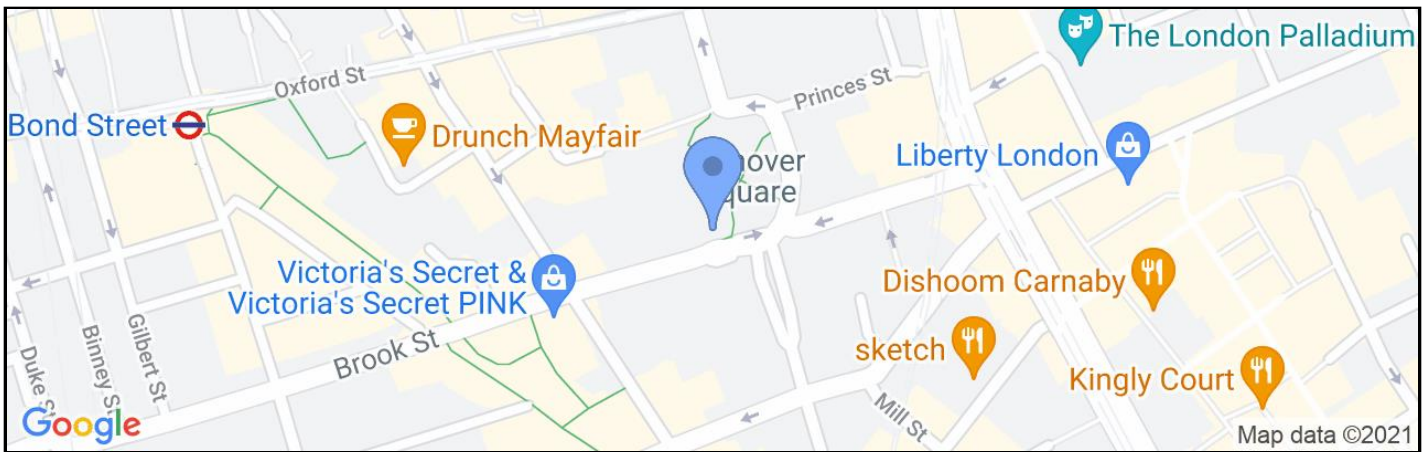 The London Palladium
Oxford St
Princes St
Bond Street
Drunch Mayfair
Liberty London
nover
quare
Victoria's Secret &
Victoria's Secret PINK
Dishoom Carnaby
Brook St
sketch
Kingly Court
Duke St
Binney St
Gilbert St
Mill St
Google
Map data ©2021